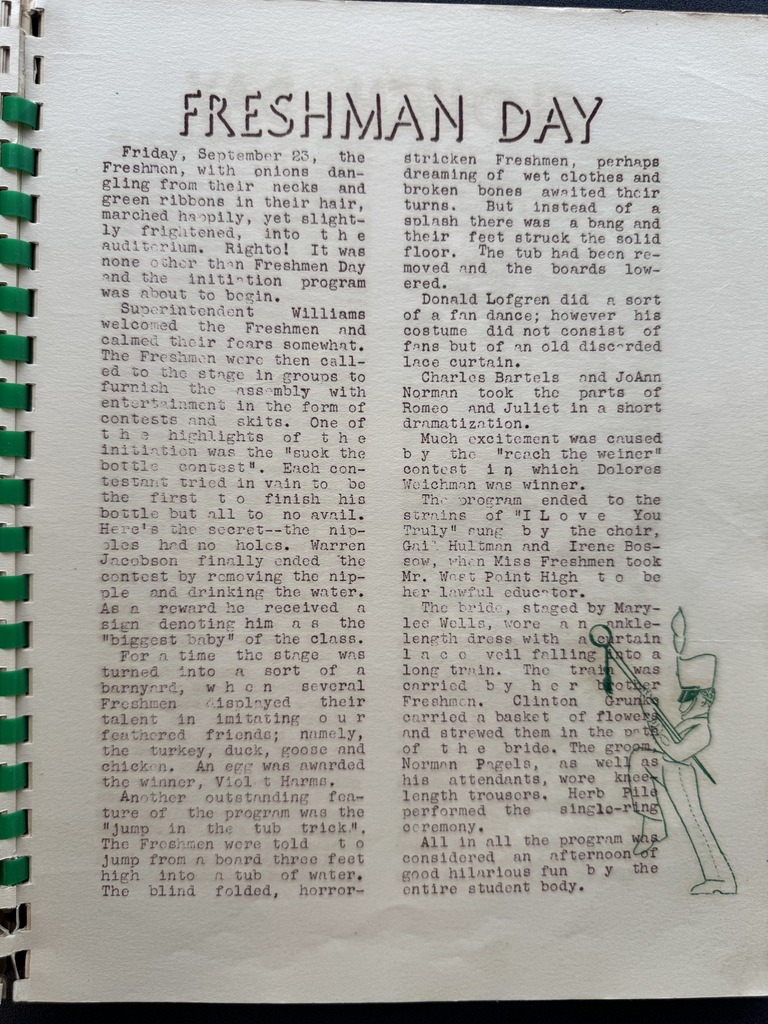 FRESHMAN DAY
Friday, September 23, the
Freshmen, with onions dan-
gling from their necks and
green ribbons in their hair,
marched happily, yet slight-
ly frightened, into the
auditorium. Righto! It was
none other than Freshmen Day
and the initiation program
was about to begin.
Superintendent Williams
welcomed the Freshmen and
calmed their fears somewhat.
The Freshmen were then call-
ed to the stage in groups to
furnish the assembly with
entertainment in the form of
contests and skits. One of
the highlights of the
initiation was the "suck the
bottle contest". Each con-
testant tried in vain to be
the first to finish his
bottle but all to no avail.
Here's the secret--the nip-
ples had no holes. Warren
Jacobson finally ended the
contest by removing the nip-
ple and drinking the water.
As a reward he received a
sign denoting him as the
"biggest baby" of the class.
For a time the stage was
turned into a sort of a
barnyard, when several
Freshmen displayed their
talent in imitating our
feathered friends; namely,
the turkey, duck, goose and
chicken. An egg was awarded
the winner, Violet Harms.
Another outstanding fea-
ture of the program was the
"jump in the tub trick".
The Freshmen were told to
jump from a board three feet
high into a tub of water.
The blind folded, horror-
stricken Freshmen, perhaps
dreaming of wet clothes and
broken bones awaited their
turns. But instead of a
splash there was a bang and
their feet struck the solid
floor. The tub had been re-
moved and the boards low-
ered.
Donald Lofgren did a sort
of a fan dance; however his
costume did not consist of
fans but of an old discarded
lace curtain.
Charles Bartels and JoAnn
Norman took the parts of
Romeo and Juliet in a short
dramatization.
Much excitement was caused
by the "reach the weiner"
contest in which Dolores
Weichman was winner.
The program ended to the
strains of "I Love You
Truly" sung by the choir,
Gail Hultman and Irene Bos-
sow, when Miss Freshmen took
Mr. West Point High to be
her lawful educator.
The bride, staged by Mary-
lee Wells, wore an ankle-
length dress with a curtain
lace veil falling into a
long train. The train was
carried by her brother
Freshmen. Clinton Grunke
carried a basket of flowers
and strewed them in the path
of the bride. The groom,
Norman Pagels, as well as
his attendants, wore knee-
length trousers. Herb Pile
performed the single-ring
ceremony.
All in all the program was
considered an afternoon of
good hilarious fun by the
entire student body.